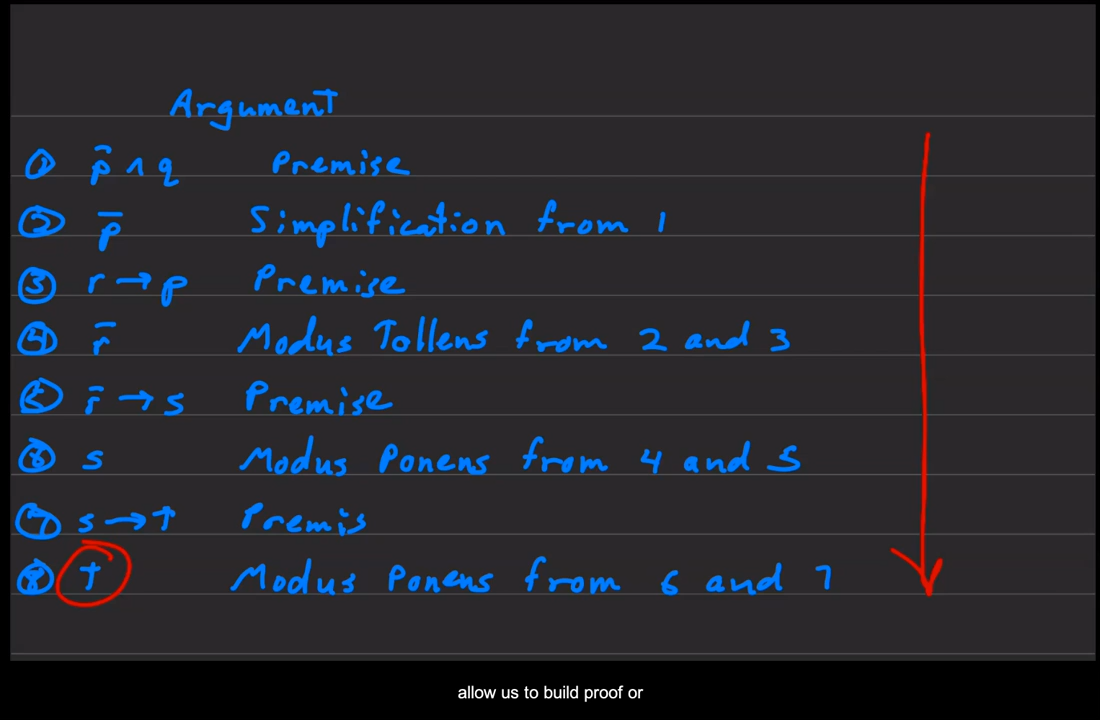 Argument
① p̄ ∧ q Premise
② p̄ Simplification from 1
③ r → p Premise
④ r̄ Modus Tollens from 2 and 3
⑤ r̄ → s Premise
⑥ s Modus Ponens from 4 and 5
⑦ s → t Premis
⑧ t Modus Ponens from 6 and 7
allow us to build proof or